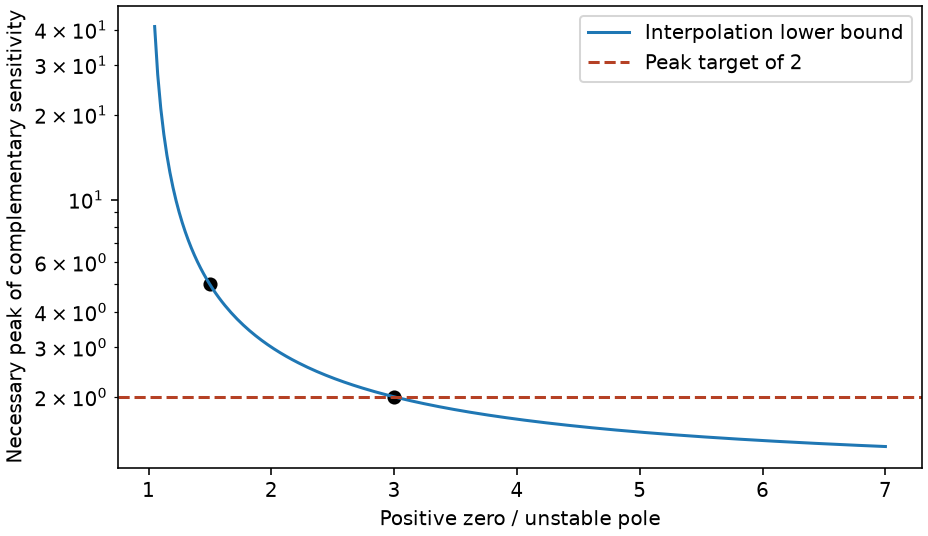 Necessary peak of complementary sensitivity
4 × 10¹
3 × 10¹
2 × 10¹
10¹
6 × 10⁰
4 × 10⁰
3 × 10⁰
2 × 10⁰
Interpolation lower bound
Peak target of 2
1 2 3 4 5 6 7
Positive zero / unstable pole